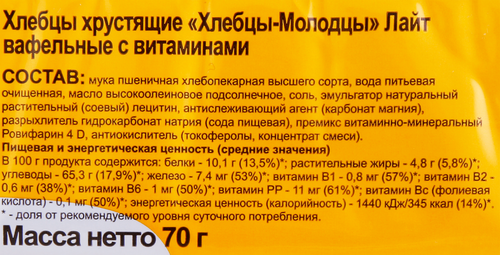 Хлебцы хрустящие «Хлебцы-Молодцы» Лайт
вафельные с витаминами
СОСТАВ: мука пшеничная хлебопекарная высшего сорта, вода питьевая
очищенная, масло высокоолеиновое подсолнечное, соль, эмульгатор натуральный
растительный (соевый) лецитин, антислеживающий агент (карбонат магния),
разрыхлитель гидрокарбонат натрия (сода пищевая), премикс витаминно-минеральный
Ровифарин 4 D, антиокислитель (токоферолы, концентрат смеси).
Пищевая и энергетическая ценность (средние значения)
В 100 г продукта содержится: белки - 10,1 г (13,5%)*; растительные жиры - 4,8 г (5,8%)*;
углеводы - 65,3 г (17,9%)*; железо - 7,4 мг (53%)*; витамин В1 - 0,8 мг (57%)*; витамин В2 -
0,6 мг (38%)*; витамин В6 - 1 мг (50%)*; витамин РР - 11 мг (61%)*; витамин Вс (фолиевая
кислота) - 0,1 мг (50%)*; энергетическая ценность (калорийность) - 1440 кДж/345 ккал (14%)*.
* - доля от рекомендуемого уровня суточного потребления.
Масса нетто 70 г